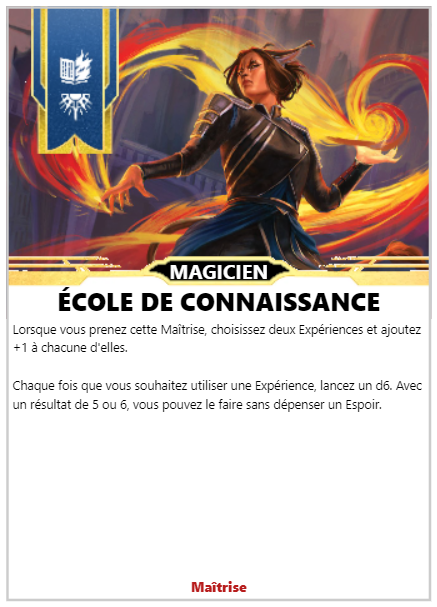 MAGICIEN
ÉCOLE DE CONNAISSANCE
Lorsque vous prenez cette Maîtrise, choisissez deux Expériences et ajoutez
+1 à chacune d'elles.
Chaque fois que vous souhaitez utiliser une Expérience, lancez un d6. Avec
un résultat de 5 ou 6, vous pouvez le faire sans dépenser un Espoir.
Maîtrise